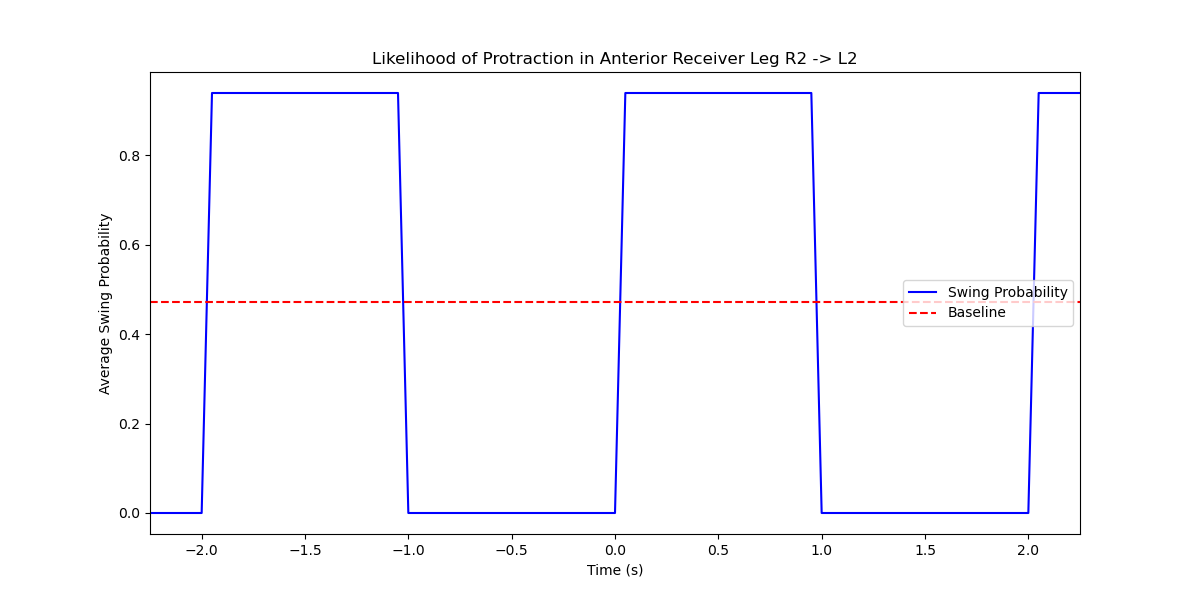 Likelihood of Protraction in Anterior Receiver Leg R2 -> L2
Average Swing Probability
0.8
0.6
0.4
0.2
0.0
Swing Probability
Baseline
−2.0 −1.5 −1.0 −0.5 0.0 0.5 1.0 1.5 2.0
Time (s)